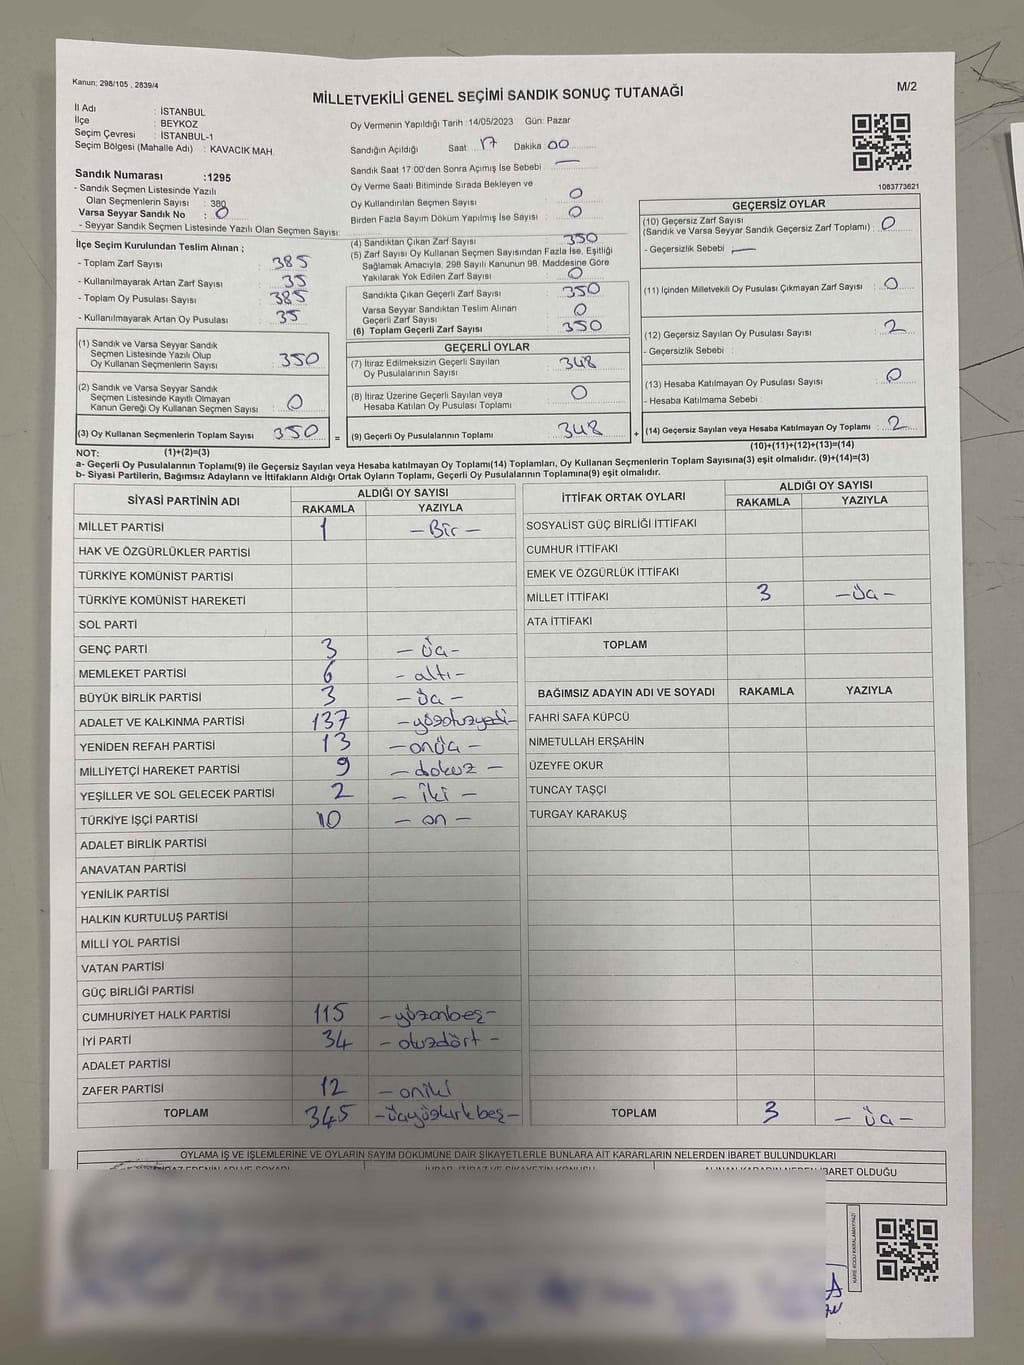 Kanun: 298/105 , 2839/4
MİLLETVEKİLİ GENEL SEÇİMİ SANDIK SONUÇ TUTANAĞI
M/2
İl Adı : İSTANBUL
İlçe : BEYKOZ
Seçim Çevresi : İSTANBUL-1
Seçim Bölgesi (Mahalle Adı) : KAVACIK MAH.
Sandık Numarası :1295
- Sandık Seçmen Listesinde Yazılı
Olan Seçmenlerin Sayısı : 380
Varsa Seyyar Sandık No : 0
- Seyyar Sandık Seçmen Listesinde Yazılı Olan Seçmen Sayısı:
Oy Vermenin Yapıldığı Tarih :14/05/2023 Gün: Pazar
Sandığın Açıldığı Saat 17 Dakika 00
Sandık Saat 17:00'den Sonra Açımış İse Sebebi —
Oy Verme Saati Bitiminde Sırada Bekleyen ve
Oy Kullandırılan Seçmen Sayısı : 0
Birden Fazla Sayım Döküm Yapılmış İse Sayısı : 0
1083773621
İlçe Seçim Kurulundan Teslim Alınan ;
- Toplam Zarf Sayısı : 385
- Kullanılmayarak Artan Zarf Sayısı : 35
- Toplam Oy Pusulası Sayısı : 385
- Kullanılmayarak Artan Oy Pusulası : 35
(1) Sandık ve Varsa Seyyar Sandık
Seçmen Listesinde Yazılı Olup
Oy Kullanan Seçmenlerin Sayısı : 350
(2) Sandık ve Varsa Seyyar Sandık
Seçmen Listesinde Kayıtlı Olmayan
Kanun Gereği Oy Kullanan Seçmen Sayısı : 0
(3) Oy Kullanan Seçmenlerin Toplam Sayısı : 350
=
(4) Sandıktan Çıkan Zarf Sayısı : 350
(5) Zarf Sayısı Oy Kullanan Seçmen Sayısından Fazla İse, Eşitliği
Sağlamak Amacıyla, 298 Sayılı Kanunun 98. Maddesine Göre
Yakılarak Yok Edilen Zarf Sayısı : 0
Sandıkta Çıkan Geçerli Zarf Sayısı : 350
Varsa Seyyar Sandıktan Teslim Alınan
Geçerli Zarf Sayısı : 0
(6) Toplam Geçerli Zarf Sayısı : 350
GEÇERLİ OYLAR
(7) İtiraz Edilmeksizin Geçerli Sayılan
Oy Pusulalarının Sayısı : 348
(8) İtiraz Üzerine Geçerli Sayılan veya
Hesaba Katılan Oy Pusulası Toplamı : 0
(9) Geçerli Oy Pusulalarının Toplamı : 348
+
GEÇERSİZ OYLAR
(10) Geçersiz Zarf Sayısı
(Sandık ve Varsa Seyyar Sandık Geçersiz Zarf Toplamı) : 0
- Geçersizlik Sebebi : —
(11) İçinden Milletvekili Oy Pusulası Çıkmayan Zarf Sayısı : 0
(12) Geçersiz Sayılan Oy Pusulası Sayısı : 2
- Geçersizlik Sebebi :
(13) Hesaba Katılmayan Oy Pusulası Sayısı : 0
- Hesaba Katılmama Sebebi :
(14) Geçersiz Sayılan veya Hesaba Katılmayan Oy Toplamı : 2
NOT: (1)+(2)=(3)
(10)+(11)+(12)+(13)=(14)
a- Geçerli Oy Pusulalarının Toplamı(9) ile Geçersiz Sayılan veya Hesaba katılmayan Oy Toplamı(14) Toplamları, Oy Kullanan Seçmenlerin Toplam Sayısına(3) eşit olmalıdır. (9)+(14)=(3)
b- Siyasi Partilerin, Bağımsız Adayların ve İttifakların Aldığı Ortak Oyların Toplamı, Geçerli Oy Pusulalarının Toplamına(9) eşit olmalıdır.
SİYASİ PARTİNİN ADI ALDIĞI OY SAYISI
RAKAMLA YAZIYLA
MİLLET PARTİSİ 1 - Bir -
HAK VE ÖZGÜRLÜKLER PARTİSİ
TÜRKİYE KOMÜNİST PARTİSİ
TÜRKİYE KOMÜNİST HAREKETİ
SOL PARTİ
GENÇ PARTİ 3 - üç -
MEMLEKET PARTİSİ 6 - altı -
BÜYÜK BİRLİK PARTİSİ 3 - üç -
ADALET VE KALKINMA PARTİSİ 137 - yüzotuzyedi -
YENİDEN REFAH PARTİSİ 13 - onüç -
MİLLİYETÇİ HAREKET PARTİSİ 9 - dokuz -
YEŞİLLER VE SOL GELECEK PARTİSİ 2 - iki -
TÜRKİYE İŞÇİ PARTİSİ 10 - on -
ADALET BİRLİK PARTİSİ
ANAVATAN PARTİSİ
YENİLİK PARTİSİ
HALKIN KURTULUŞ PARTİSİ
MİLLİ YOL PARTİSİ
VATAN PARTİSİ
GÜÇ BİRLİĞİ PARTİSİ
CUMHURİYET HALK PARTİSİ 115 - yüzonbeş -
İYİ PARTİ 34 - otuzdört -
ADALET PARTİSİ
ZAFER PARTİSİ 12 - oniki
TOPLAM 345 - üçyüzkırkbeş -
İTTİFAK ORTAK OYLARI ALDIĞI OY SAYISI
RAKAMLA YAZIYLA
SOSYALİST GÜÇ BİRLİĞİ İTTİFAKI
CUMHUR İTTİFAKI
EMEK VE ÖZGÜRLÜK İTTİFAKI
MİLLET İTTİFAKI 3 - üç -
ATA İTTİFAKI
TOPLAM
BAĞIMSIZ ADAYIN ADI VE SOYADI RAKAMLA YAZIYLA
FAHRİ SAFA KÜPCÜ
NİMETULLAH ERŞAHİN
ÜZEYFE OKUR
TUNCAY TAŞÇI
TURGAY KARAKUŞ
TOPLAM 3 - üç -
OYLAMA İŞ VE İŞLEMLERİNE VE OYLARIN SAYIM DÖKÜMÜNE DAİR ŞİKAYETLERLE BUNLARA AİT KARARLARIN NELERDEN İBARET BULUNDUKLARI
İBARET OLDUĞU
KARE KODU KARALAMAYINIZ!